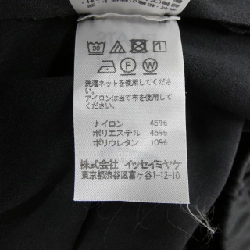 洗濯ネットを使用してください。
アイロンは当て布を使用して
ください。
ナイロン 45%
ポリエステル 45%
ポリウレタン 10%
株式会社 イッセイミヤケ
東京都渋谷区富ヶ谷1-12-10